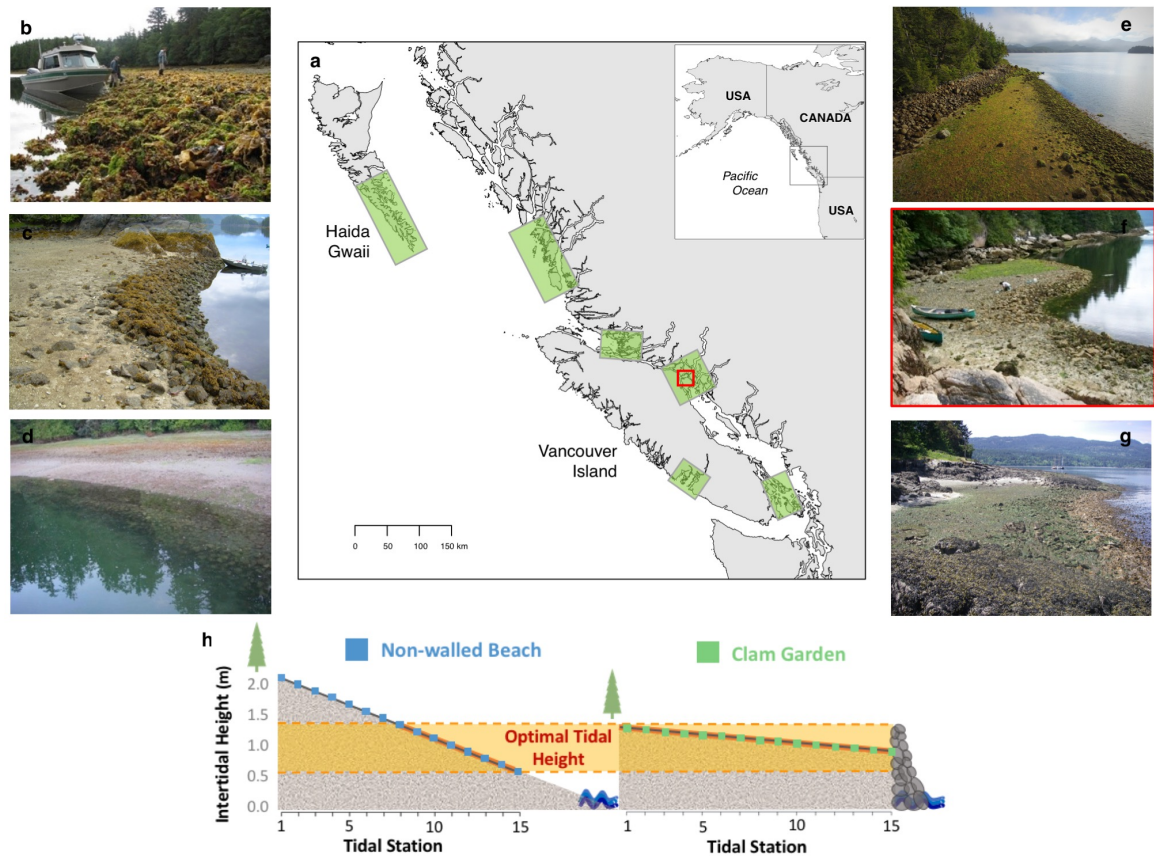 b
c
d
a
USA
CANADA
Pacific
Ocean
USA
Haida
Gwaii
Vancouver
Island
0 50 100 150 km
e
f
g
h
Non-walled Beach
Clam Garden
Intertidal Height (m)
2.0
1.5
1.0
0.5
0.0
Optimal Tidal
Height
1 5 10 15
Tidal Station
1 5 10 15
Tidal Station